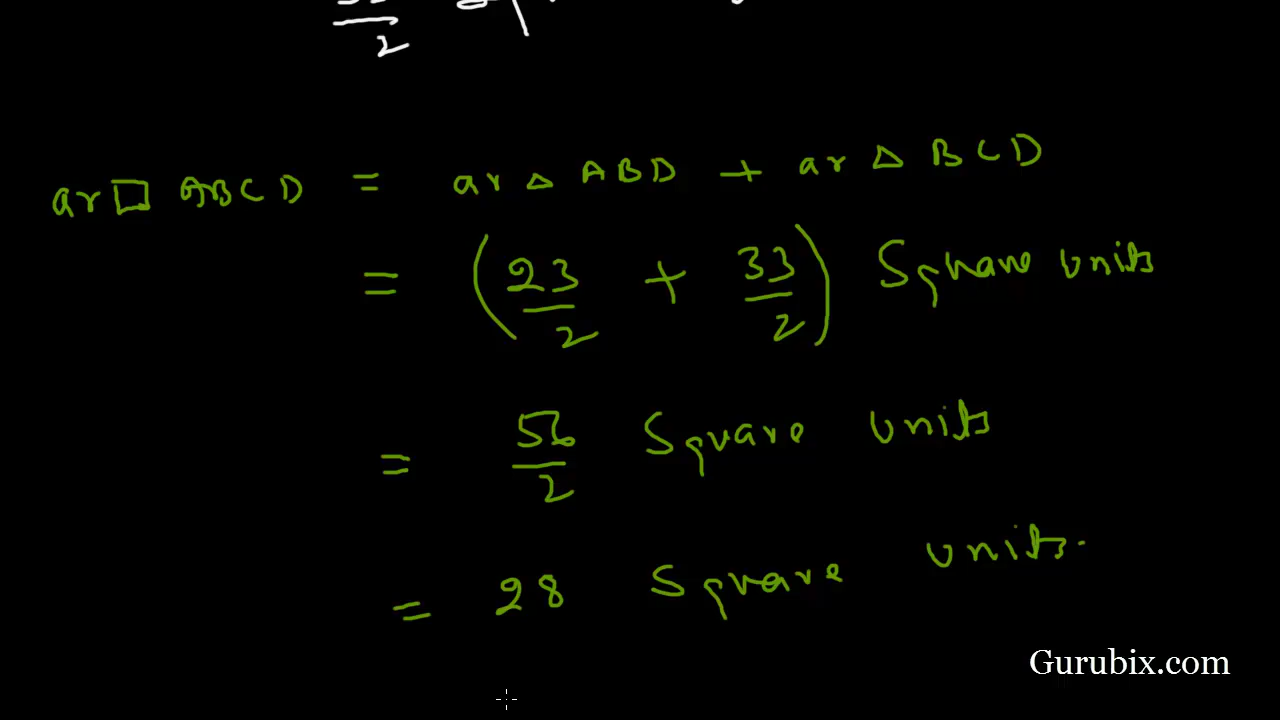 2
ar□ ABCD = ar △ ABD + ar △ BCD
= (23/2 + 33/2) Square units
= 56/2 Square units
= 28 Square units.
Gurubix.com